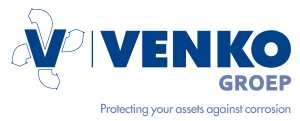 V VENKO
GROEP
Protecting your assets against corrosion